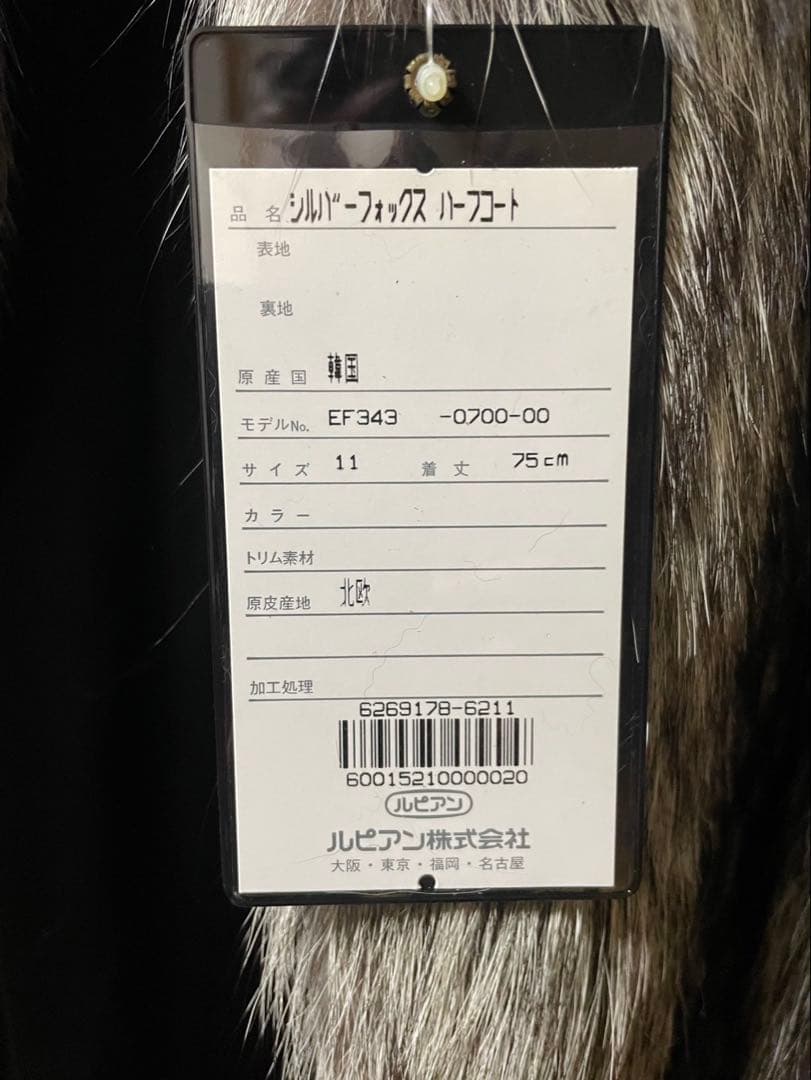 品名 シルバーフォックス ハーフコート
表地
裏地
原産国 韓国
モデルNo. EF343 -0700-00
サイズ 11 着丈 75cm
カラー
トリム素材
原皮産地 北欧
加工処理
6269178-6211
60015210000020
ルピアン
ルピアン株式会社
大阪・東京・福岡・名古屋